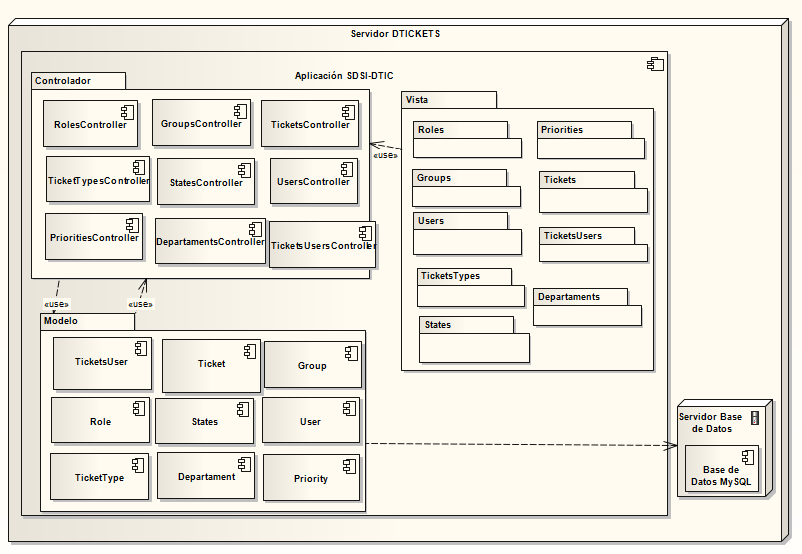 Servidor DTICKETS
Aplicación SDSI-DTIC
Controlador
RolesController
GroupsController
TicketsController
TicketTypesController
StatesController
UsersController
PrioritiesController
DepartamentsController
TicketsUsersController
«use»
Vista
Roles
Priorities
Groups
Tickets
Users
TicketsUsers
TicketsTypes
Departaments
States
«use»
«use»
Modelo
TicketsUser
Ticket
Group
Role
States
User
TicketType
Departament
Priority
Servidor Base
de Datos
Base de
Datos MySQL